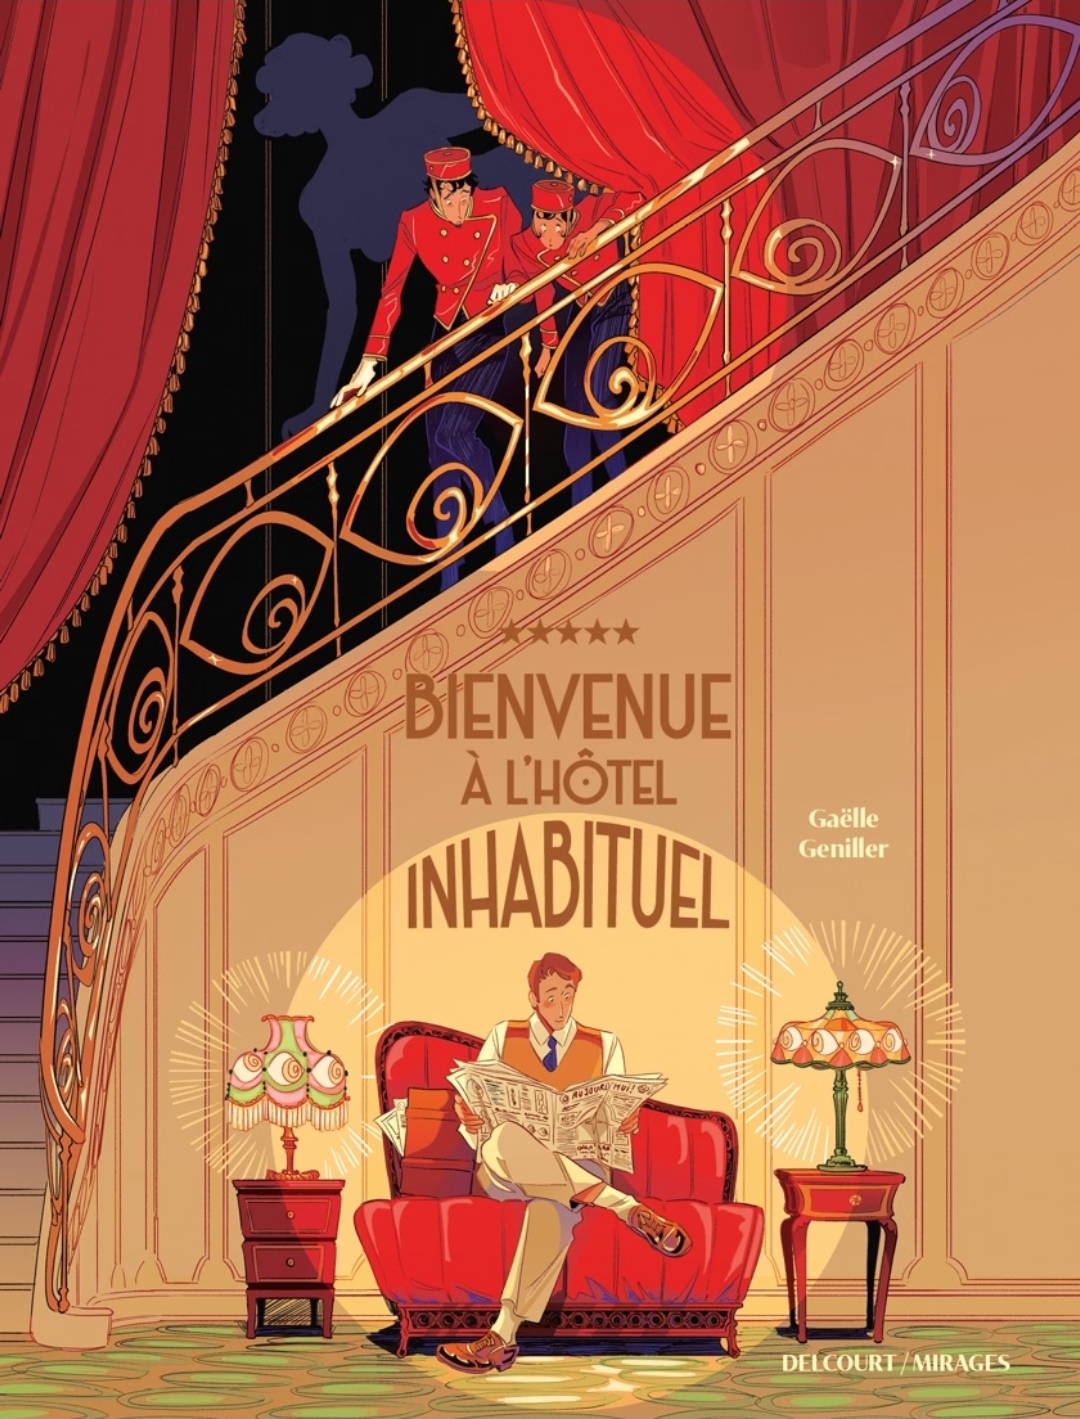 ★★★★★
BIENVENUE
À L'HÔTEL
INHABITUEL
Gaëlle
Geniller
AUJOURD'HUI!
DELCOURT/MIRAGES